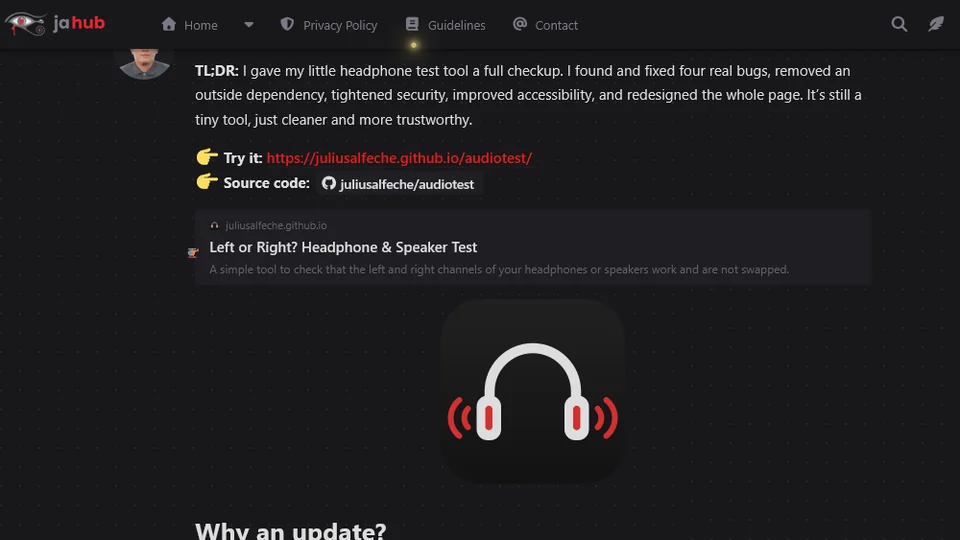 jahub
Home
Privacy Policy
Guidelines
Contact
TL;DR: I gave my little headphone test tool a full checkup. I found and fixed four real bugs, removed an
outside dependency, tightened security, improved accessibility, and redesigned the whole page. It’s still a
tiny tool, just cleaner and more trustworthy.
👉 Try it: https://juliusalfeche.github.io/audiotest/
👉 Source code: juliusalfeche/audiotest
juliusalfeche.github.io
Left or Right? Headphone & Speaker Test
A simple tool to check that the left and right channels of your headphones or speakers work and are not swapped.
Why an update?